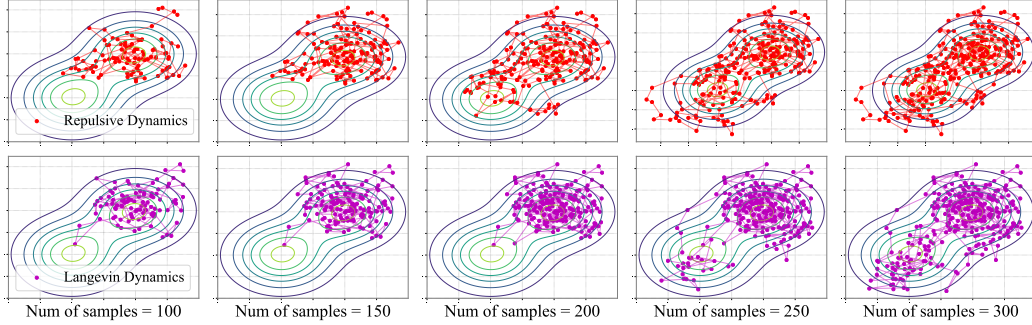 Repulsive Dynamics
Langevin Dynamics
Num of samples = 100
Num of samples = 150
Num of samples = 200
Num of samples = 250
Num of samples = 300